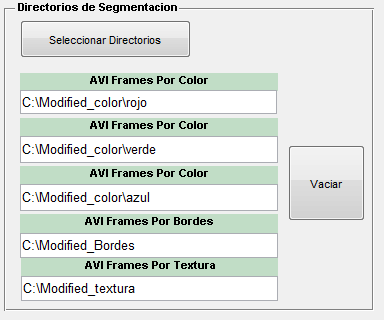 Directorios de Segmentacion
Seleccionar Directorios
AVI Frames Por Color
C:\Modified_color\rojo
AVI Frames Por Color
C:\Modified_color\verde
AVI Frames Por Color
C:\Modified_color\azul
AVI Frames Por Bordes
C:\Modified_Bordes
AVI Frames Por Textura
C:\Modified_textura
Vaciar